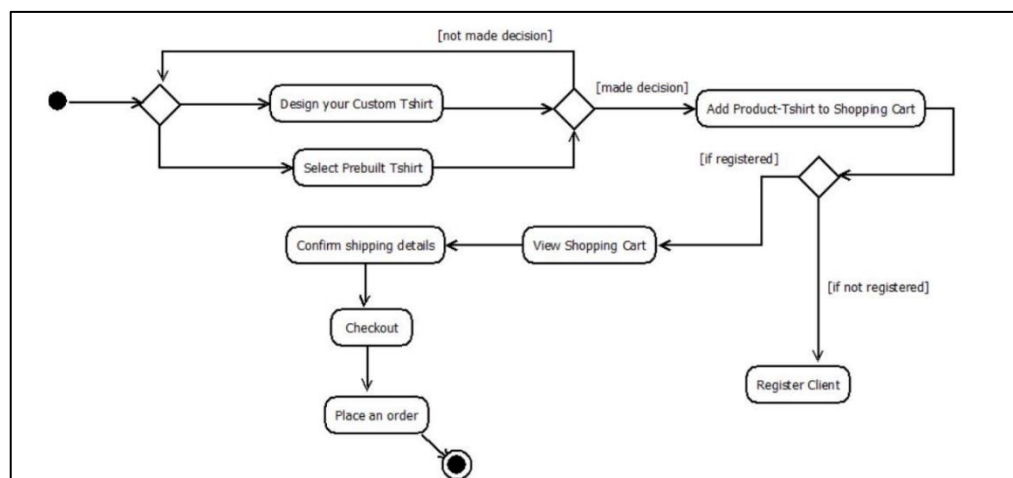 [not made decision]
Design your Custom Tshirt
[made decision]
Add Product-Tshirt to Shopping Cart
Select Prebuilt Tshirt
[if registered]
Confirm shipping details
View Shopping Cart
[if not registered]
Checkout
Register Client
Place an order